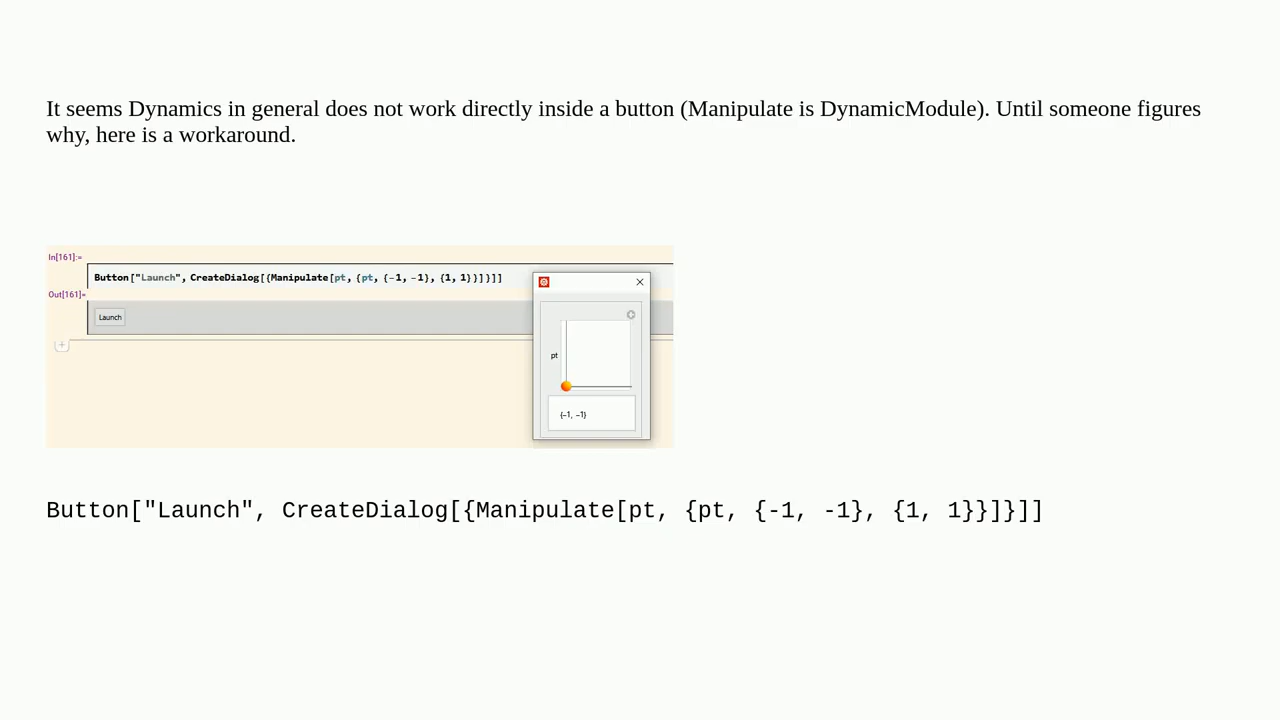 It seems Dynamics in general does not work directly inside a button (Manipulate is DynamicModule). Until someone figures
why, here is a workaround.
In[161]:=
Button["Launch", CreateDialog[{Manipulate[pt, {pt, {-1, -1}, {1, 1}}]}]]
Out[161]=
Launch
pt
{-1, -1}
Button["Launch", CreateDialog[{Manipulate[pt, {pt, {-1, -1}, {1, 1}}]}]]